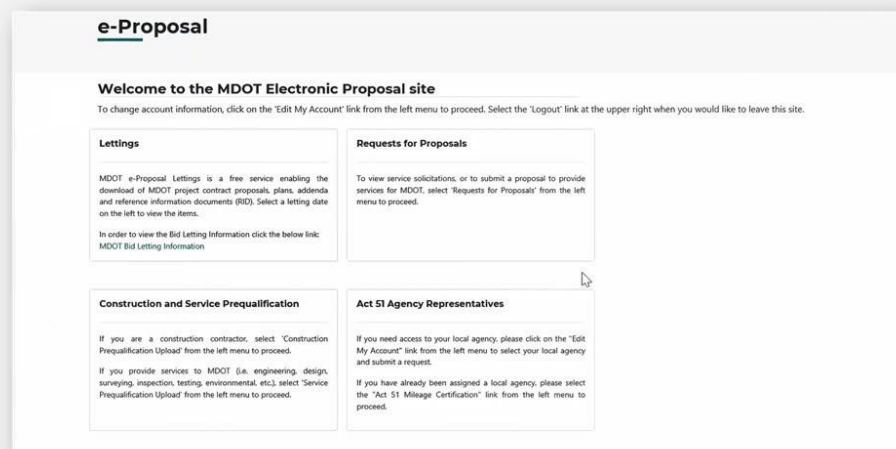 e-Proposal
Welcome to the MDOT Electronic Proposal site
To change account information, click on the 'Edit My Account' link from the left menu to proceed. Select the 'Logout' link at the upper right when you would like to leave this site.
Lettings
MDOT e-Proposal Lettings is a free service enabling the
download of MDOT project contract proposals, plans, addenda
and reference information documents (RID). Select a letting date
on the left to view the items.
In order to view the Bid Letting Information click the below link:
MDOT Bid Letting Information
Requests for Proposals
To view service solicitations, or to submit a proposal to provide
services for MDOT, select 'Requests for Proposals' from the left
menu to proceed.
Construction and Service Prequalification
If you are a construction contractor, select 'Construction
Prequalification Upload' from the left menu to proceed.
If you provide services to MDOT (i.e. engineering, design,
surveying, inspection, testing, environmental, etc.), select 'Service
Prequalification Upload' from the left menu to proceed.
Act 51 Agency Representatives
If you need access to your local agency, please click on the "Edit
My Account" link from the left menu to select your local agency
and submit a request.
If you have already been assigned a local agency, please select
the "Act 51 Mileage Certification" link from the left menu to
proceed.